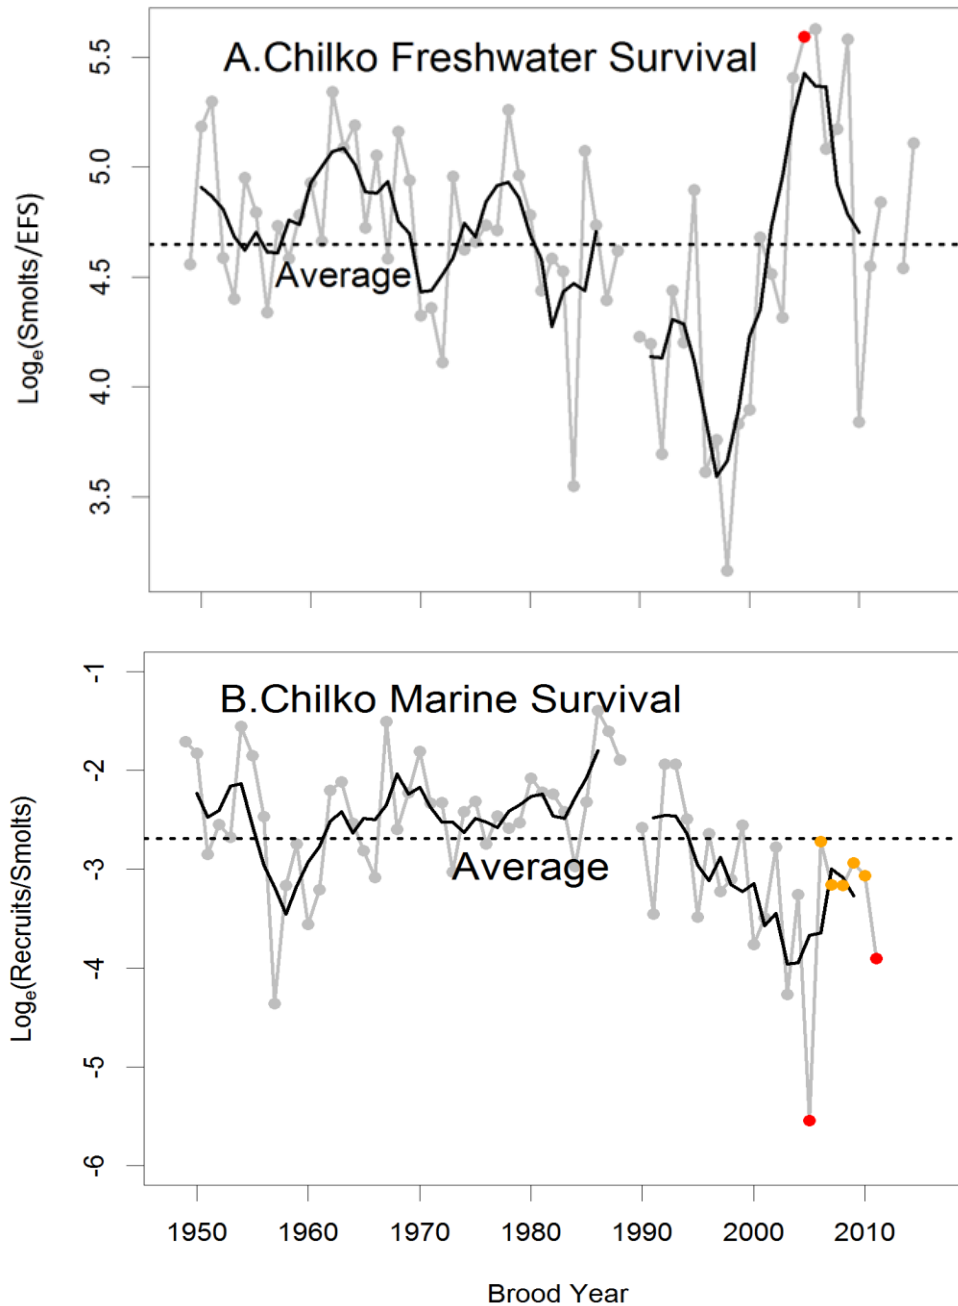 A.Chilko Freshwater Survival
5.5
5.0
4.5
4.0
3.5
Logₑ(Smolts/EFS)
Average
B.Chilko Marine Survival
-1
-2
-3
-4
-5
-6
Logₑ(Recruits/Smolts)
Average
1950 1960 1970 1980 1990 2000 2010
Brood Year